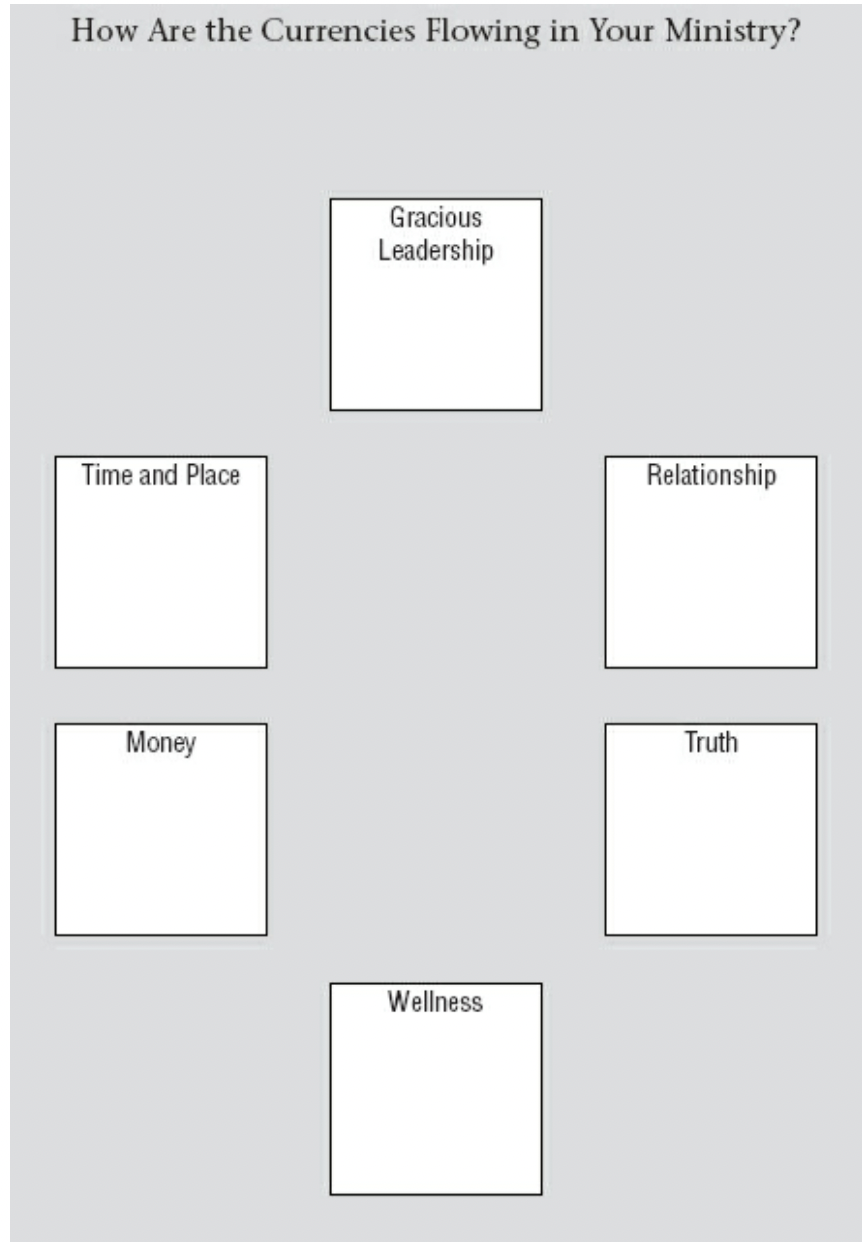 How Are the Currencies Flowing in Your Ministry?
Gracious
Leadership
Time and Place
Relationship
Money
Truth
Wellness